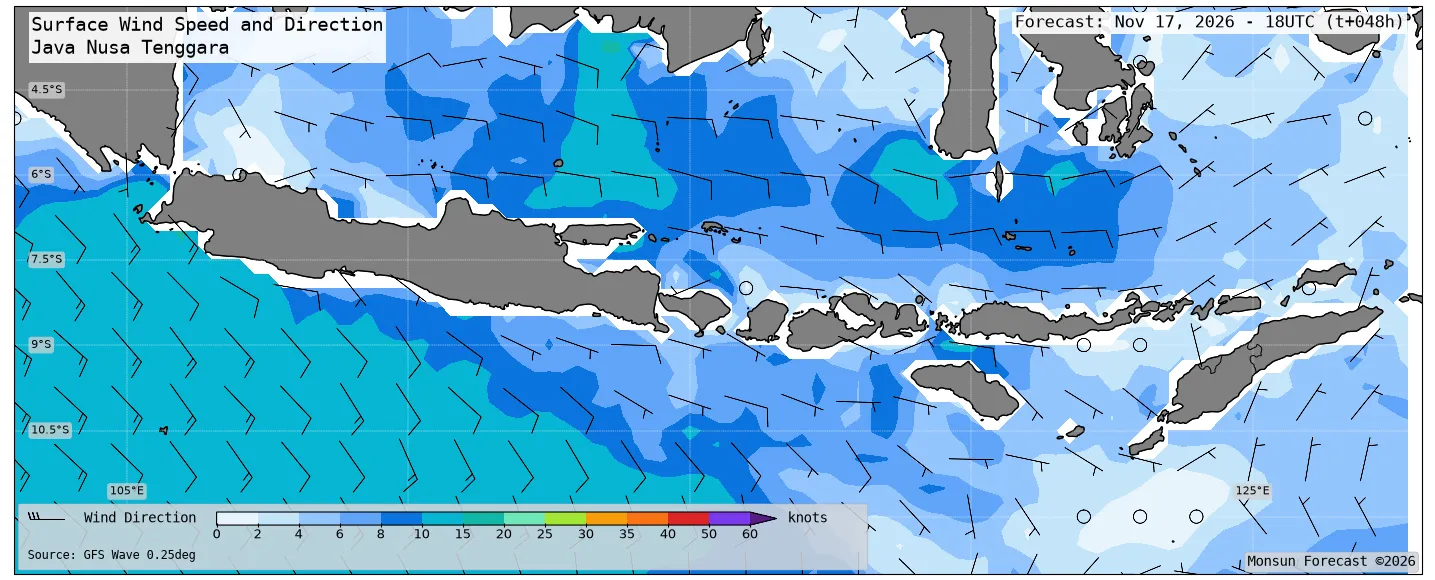 Surface Wind Speed and Direction
Java Nusa Tenggara
Forecast: Nov 17, 2026 - 18UTC (t+048h)
4.5°S
6°S
7.5°S
9°S
10.5°S
105°E
125°E
Wind Direction
0 2 4 6 8 10 15 20 25 30 35 40 50 60
knots
Source: GFS Wave 0.25deg
Monsun Forecast ©2026